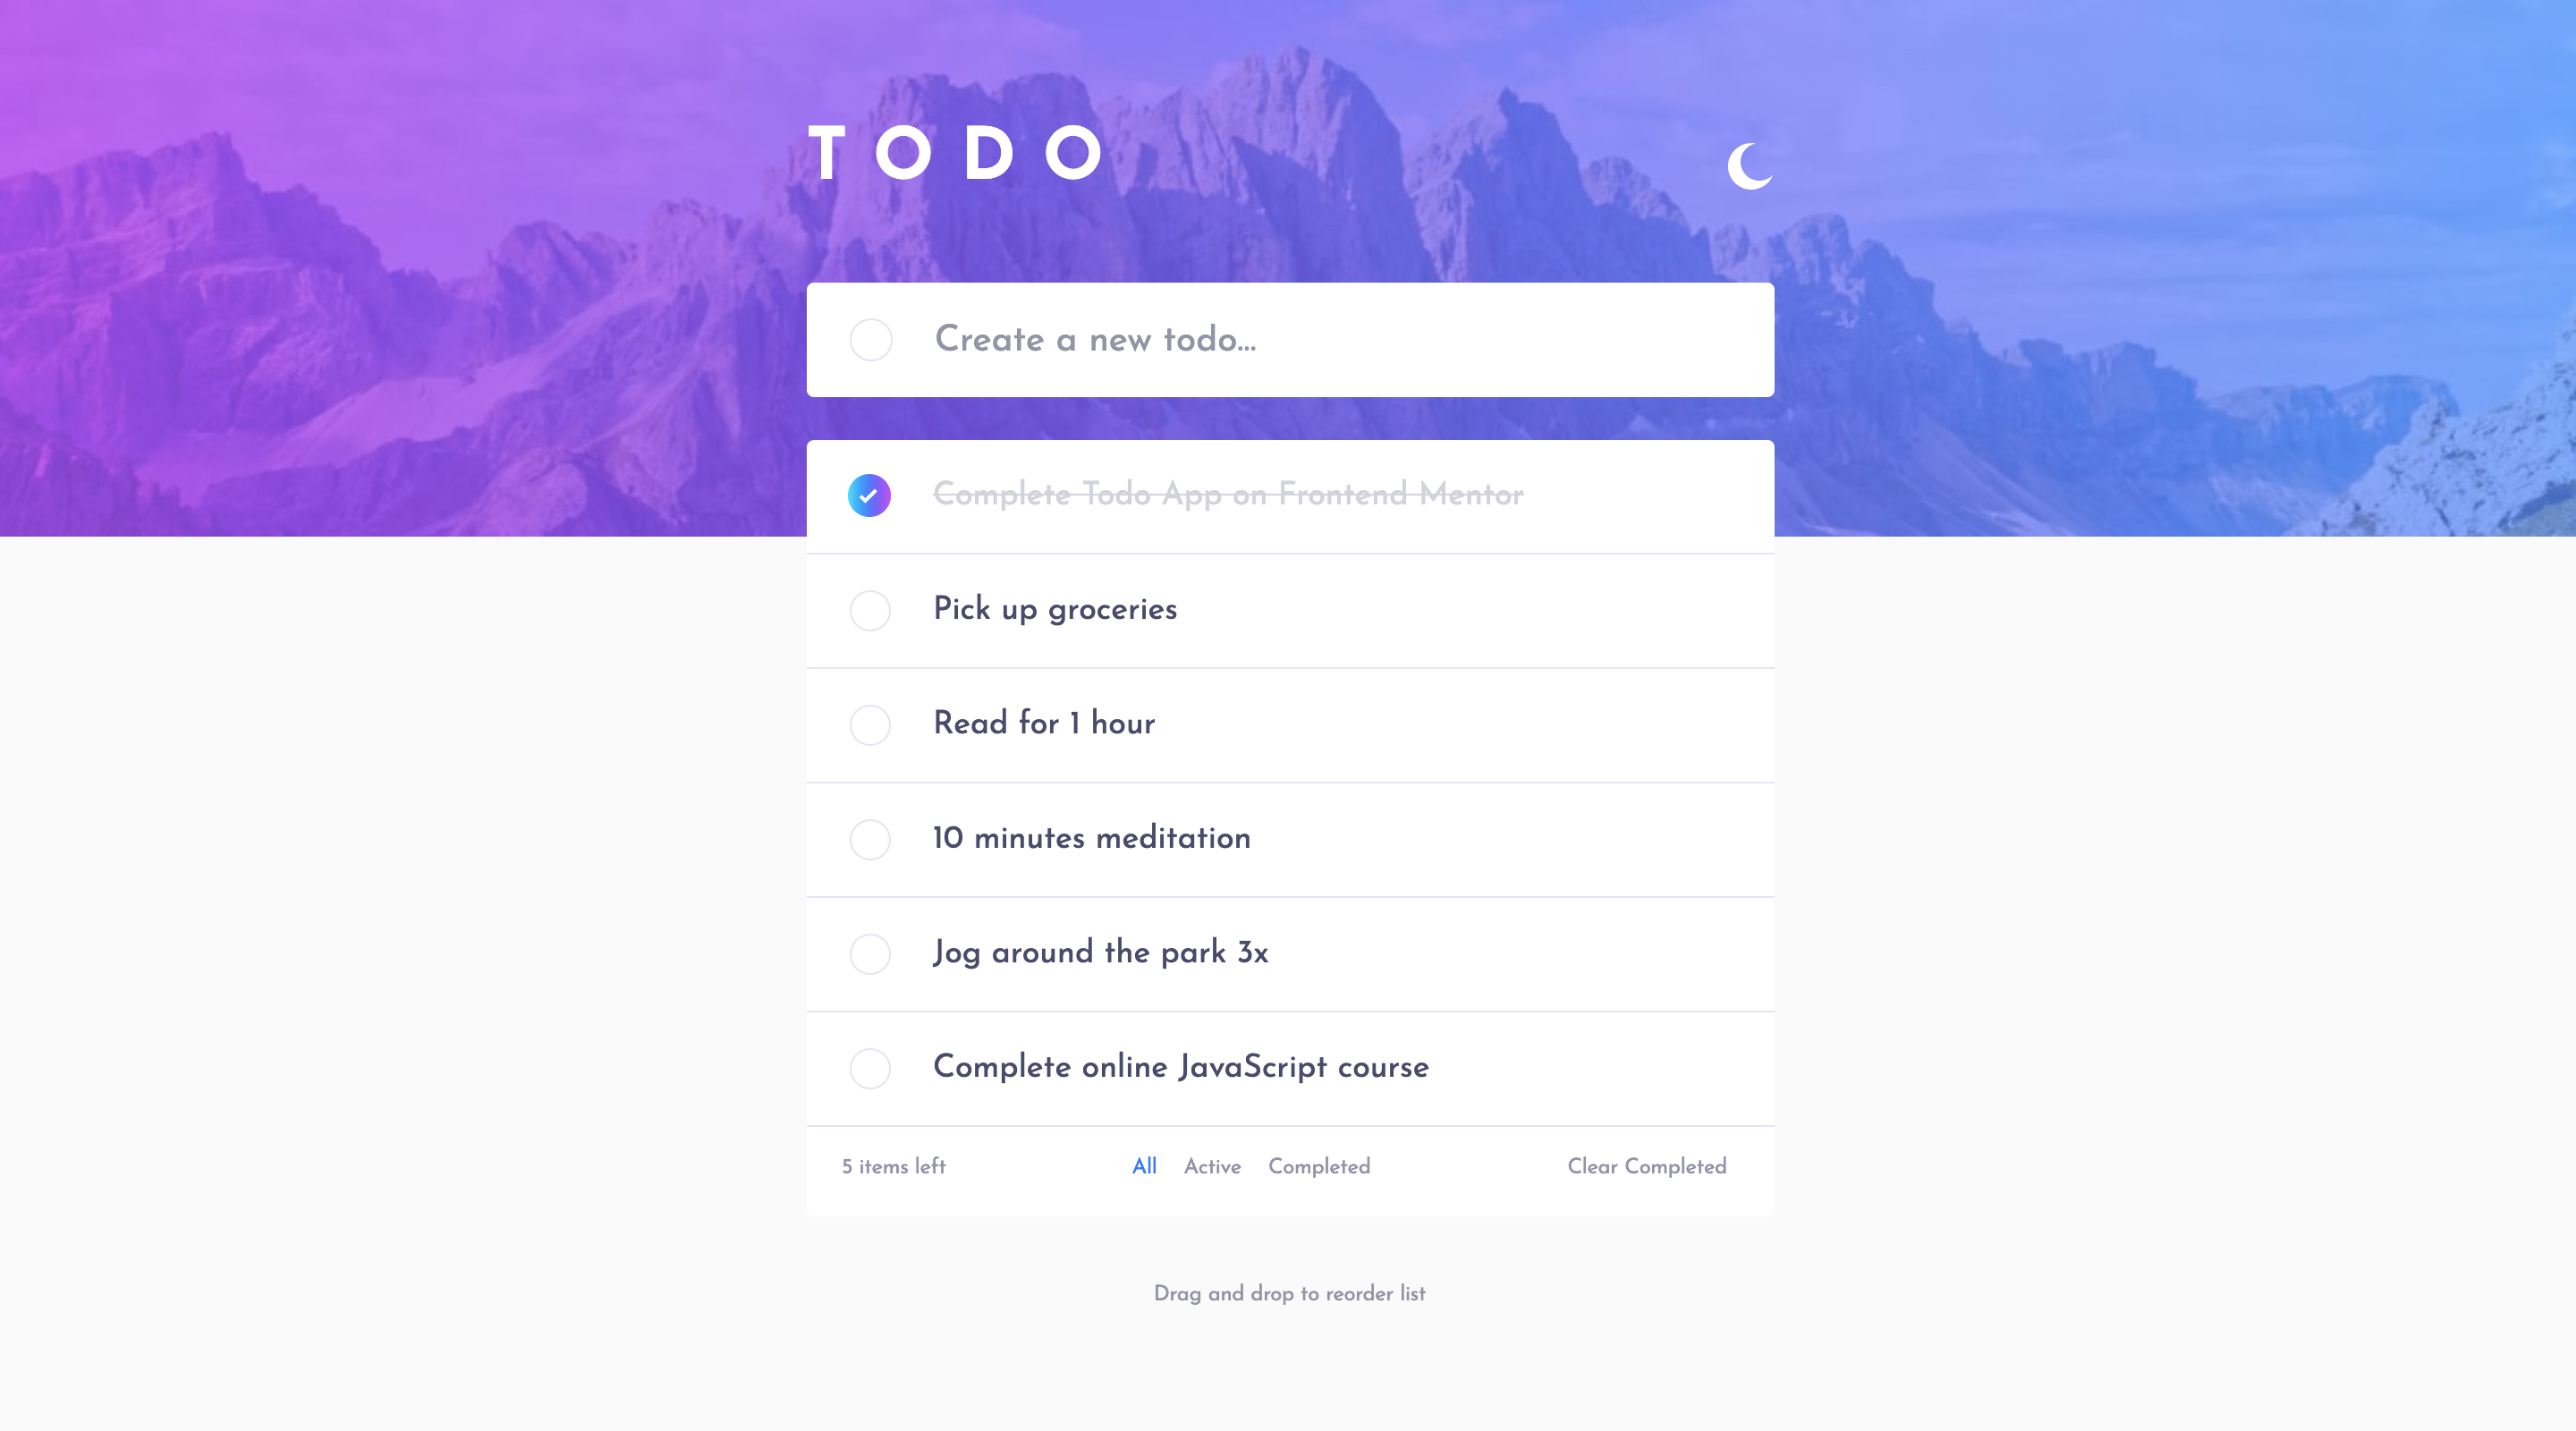 TODO
Create a new todo...
Complete Todo App on Frontend Mentor
Pick up groceries
Read for 1 hour
10 minutes meditation
Jog around the park 3x
Complete online JavaScript course
5 items left All Active Completed Clear Completed
Drag and drop to reorder list